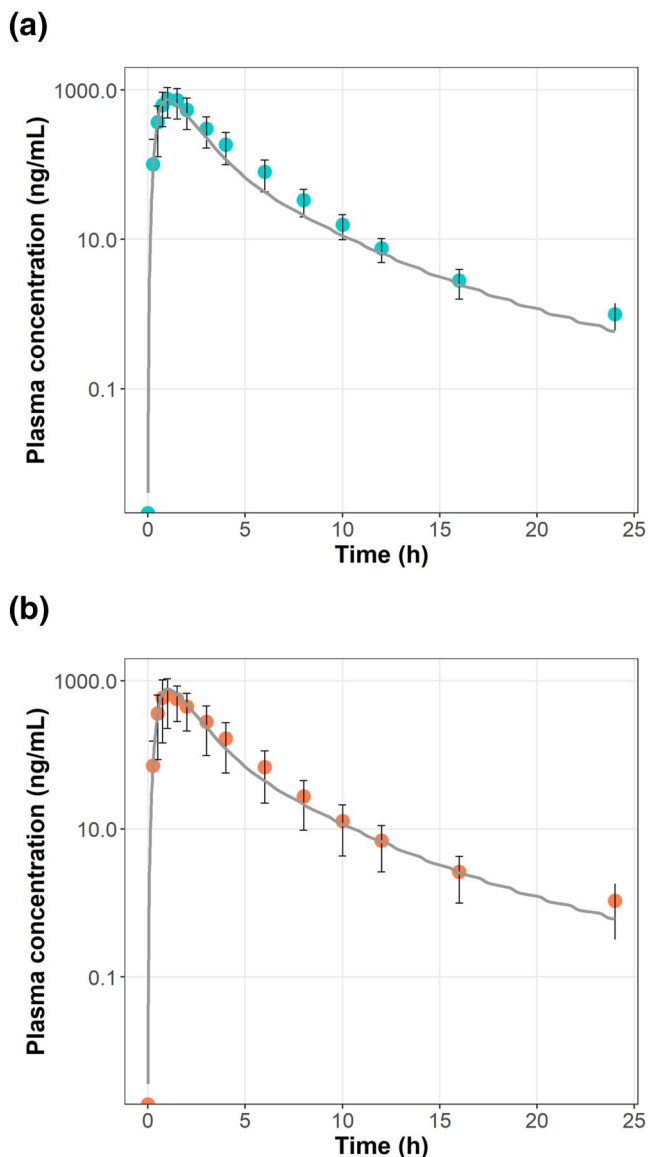 (a)
Plasma concentration (ng/mL)
1000.0
10.0
0.1
0 5 10 15 20 25
Time (h)
(b)
Plasma concentration (ng/mL)
1000.0
10.0
0.1
0 5 10 15 20 25
Time (h)